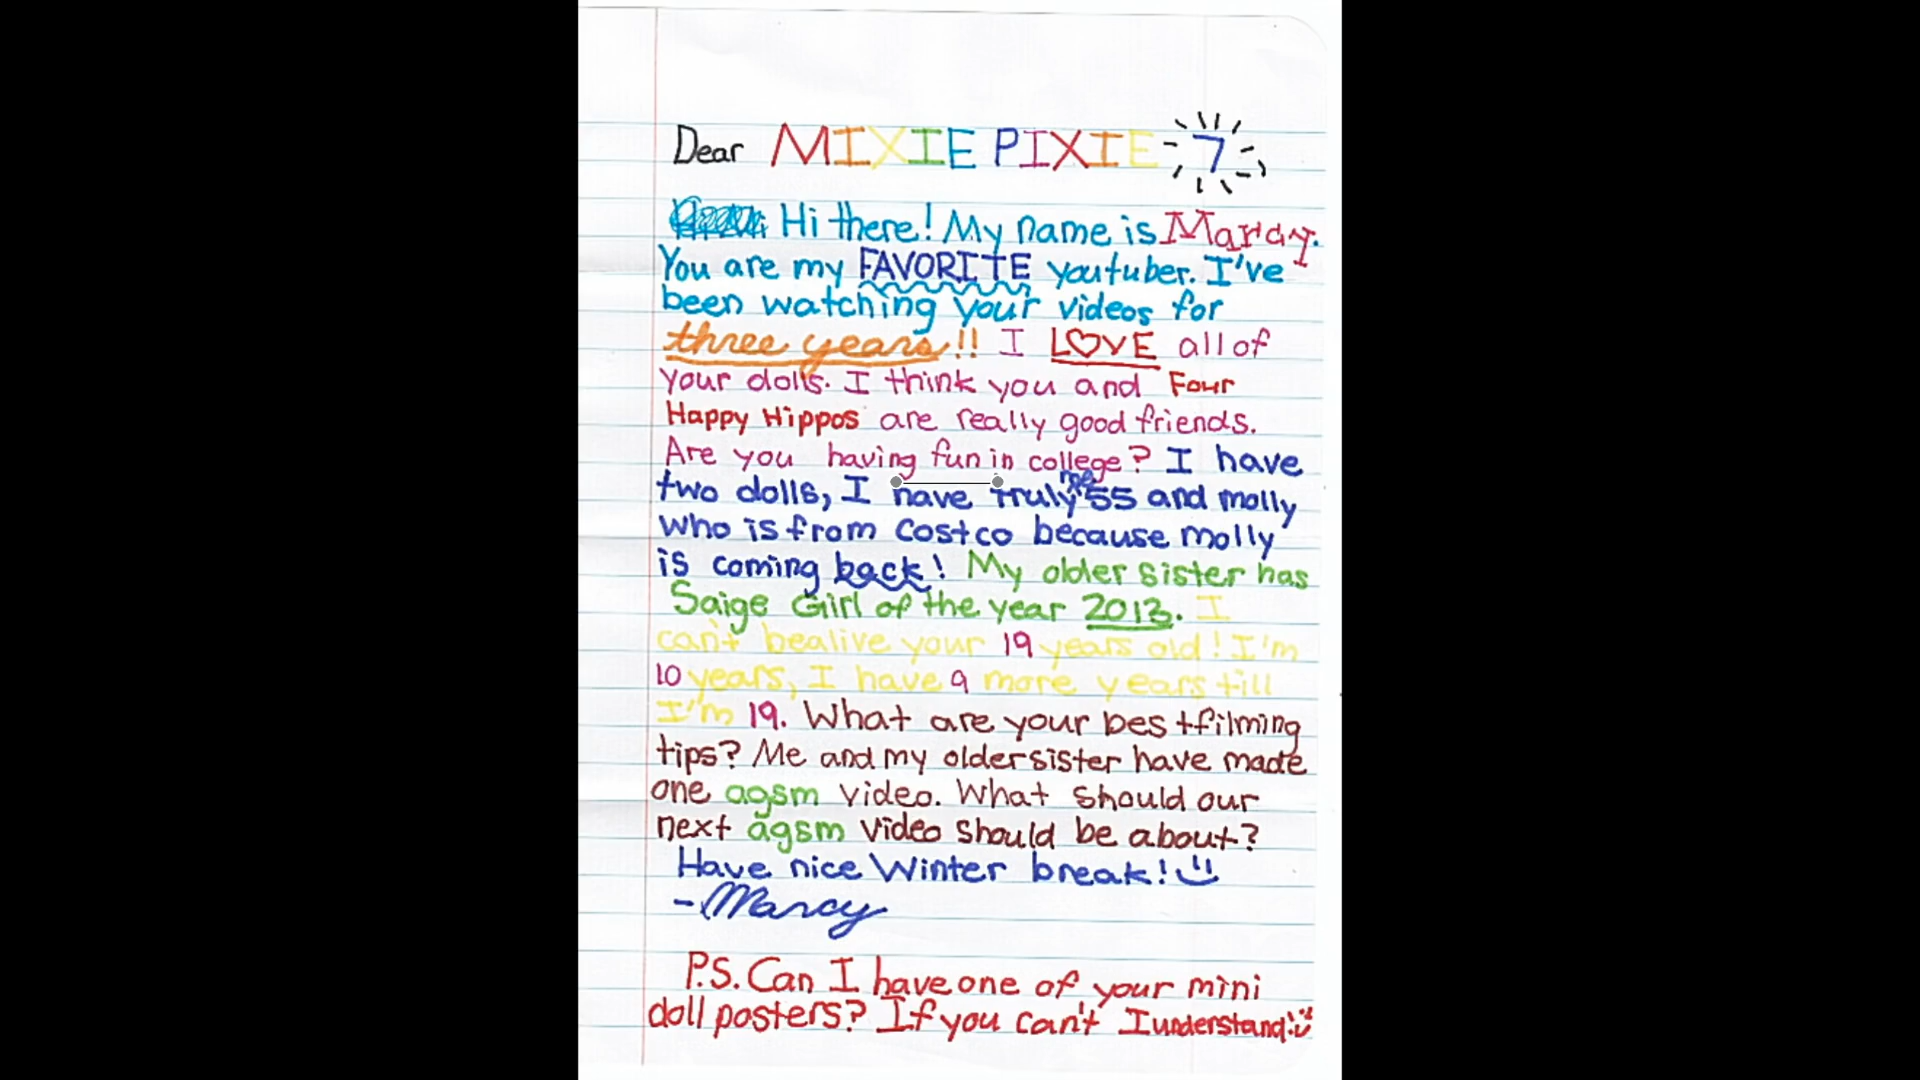 Dear MIXIE PIXIE 7
Hi there! My name is Marcy.
You are my FAVORITE youtuber. I've
been watching your videos for
three years!! I LOVE all of
your dolls. I think you and Four
Happy Hippos are really good friends.
Are you having fun in college? I have
two dolls, I have truly me 55 and molly
who is from costco because molly
is coming back! My older sister has
Saige Girl of the year 2013. I
can't bealive your 19 years old! I'm
10 years, I have 9 more years till
I'm 19. What are your best filming
tips? Me and my older sister have made
one agsm video. What should our
next agsm video should be about?
Have nice Winter break!
-Marcy
P.S. Can I have one of your mini
doll posters? If you can't I understand!